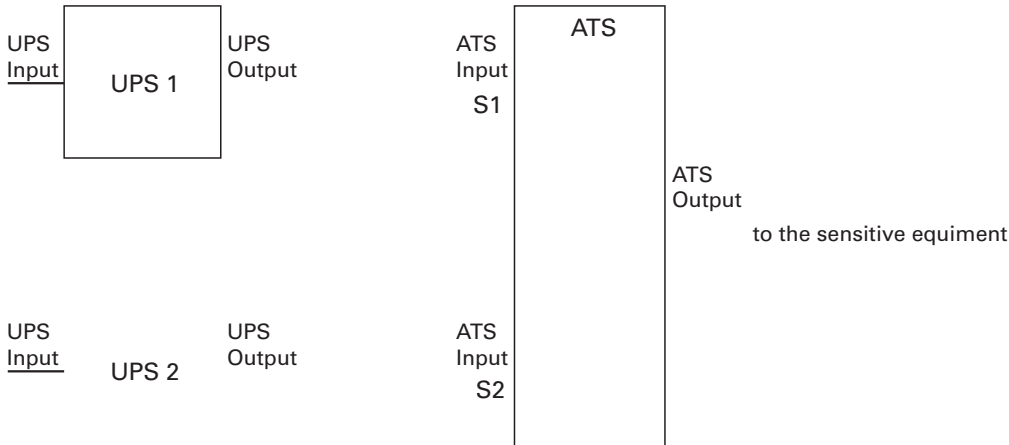 ATS
UPS
Input
UPS 1
UPS
Output
ATS
Input
S1
ATS
Output
to the sensitive equiment
UPS
Input
UPS 2
UPS
Output
ATS
Input
S2